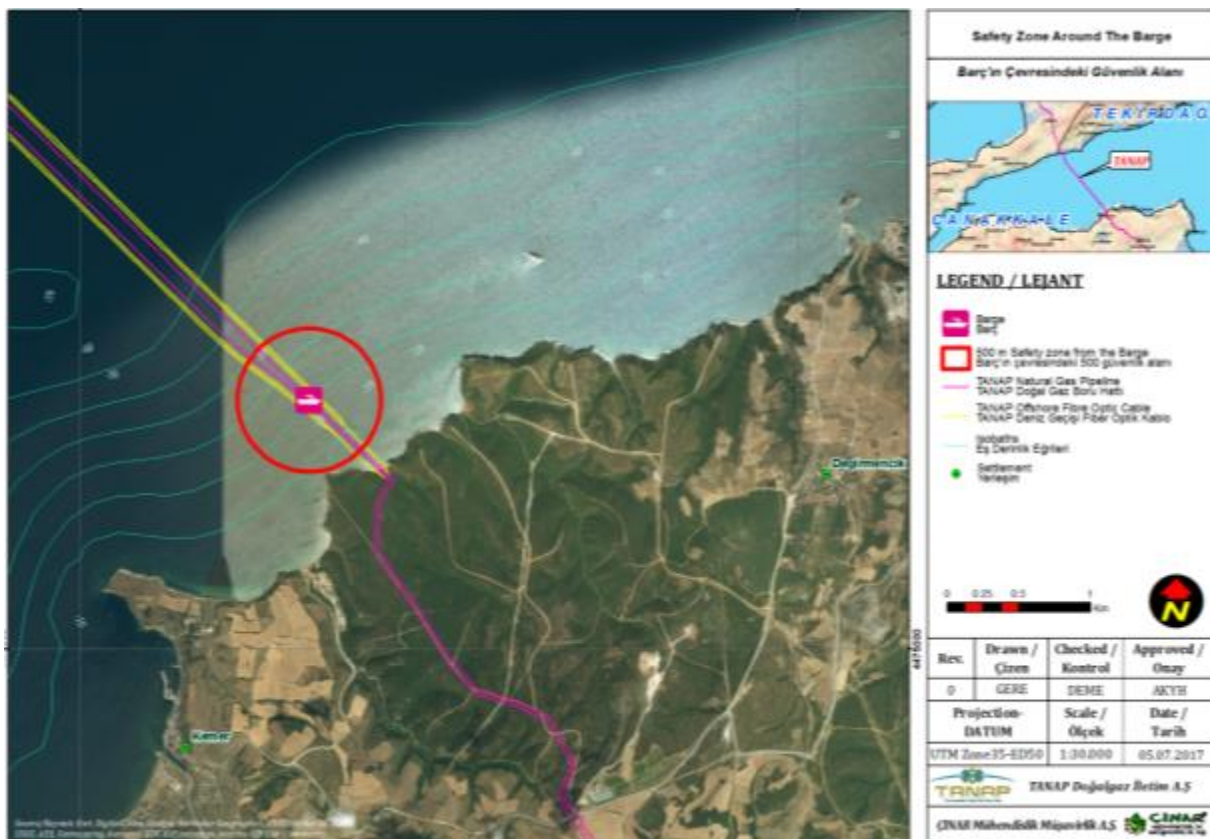 Safety Zone Around The Barge
Barç'ın Çevresindeki Güvenlik Alanı
TEKİRDAĞ
TANAP
ÇANAKKALE
LEGEND / LEJANT
Barge
Barç
500 m Safety zone from the Barge
Barç'ın çevresindeki 500 güvenlik alanı
TANAP Natural Gas Pipeline
TANAP Doğal Gaz Boru Hattı
TANAP Offshore Fibre Optic Cable
TANAP Deniz Geçişi Fiber Optik Kablo
Isobaths
Eş Derinlik Eğrileri
Settlement
Yerleşim
0 0.25 0.5 1
Km
N
Rev. Drawn / Çizen Checked / Kontrol Approved / Onay
0 GERE DEME AKYH
Projection-DATUM Scale / Ölçek Date / Tarih
UTM Zone35-ED50 1:30.000 05.07.2017
TANAP
TANAP Doğalgaz İletim A.Ş
ÇINAR Mühendislik Müşavirlik A.Ş
ÇINAR
Değirmencik
Kemer
4475000